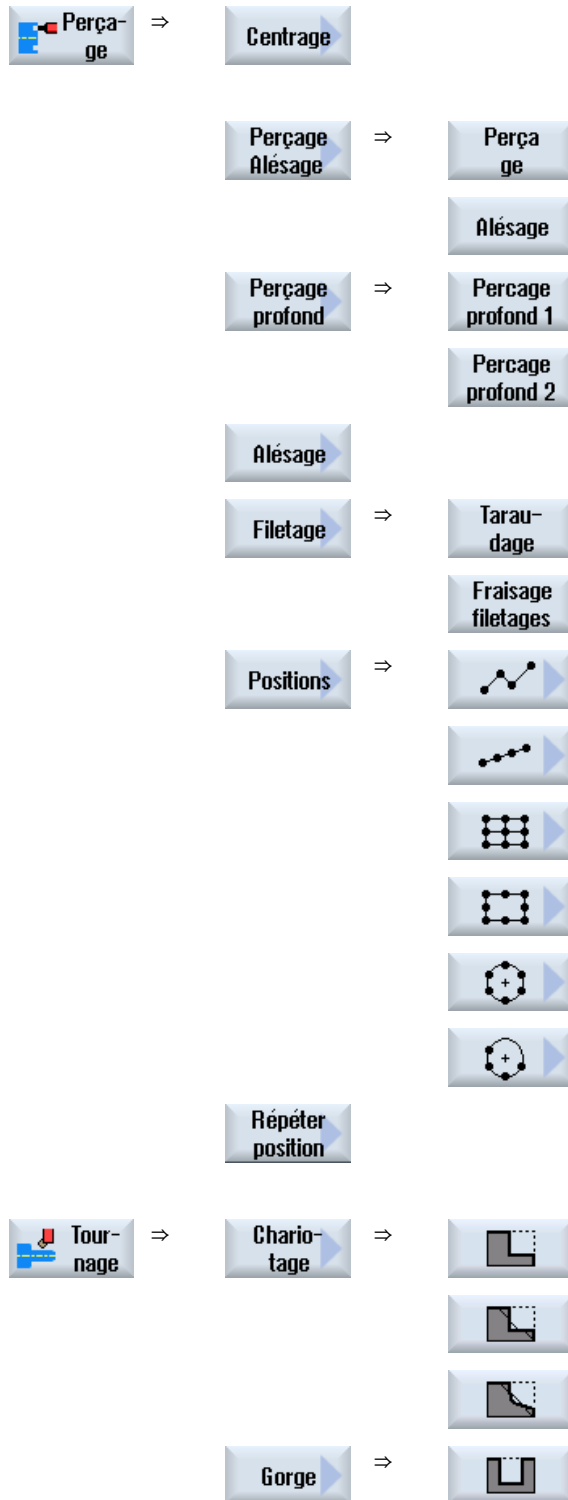 Perça-
ge
⇒
Centrage
Perçage
Alésage
⇒
Perça
ge
Alésage
Perçage
profond
⇒
Percage
profond 1
Percage
profond 2
Alésage
Filetage
⇒
Tarau-
dage
Fraisage
filetages
Positions
⇒
Répéter
position
Tour-
nage
⇒
Chario-
tage
⇒
Gorge
⇒